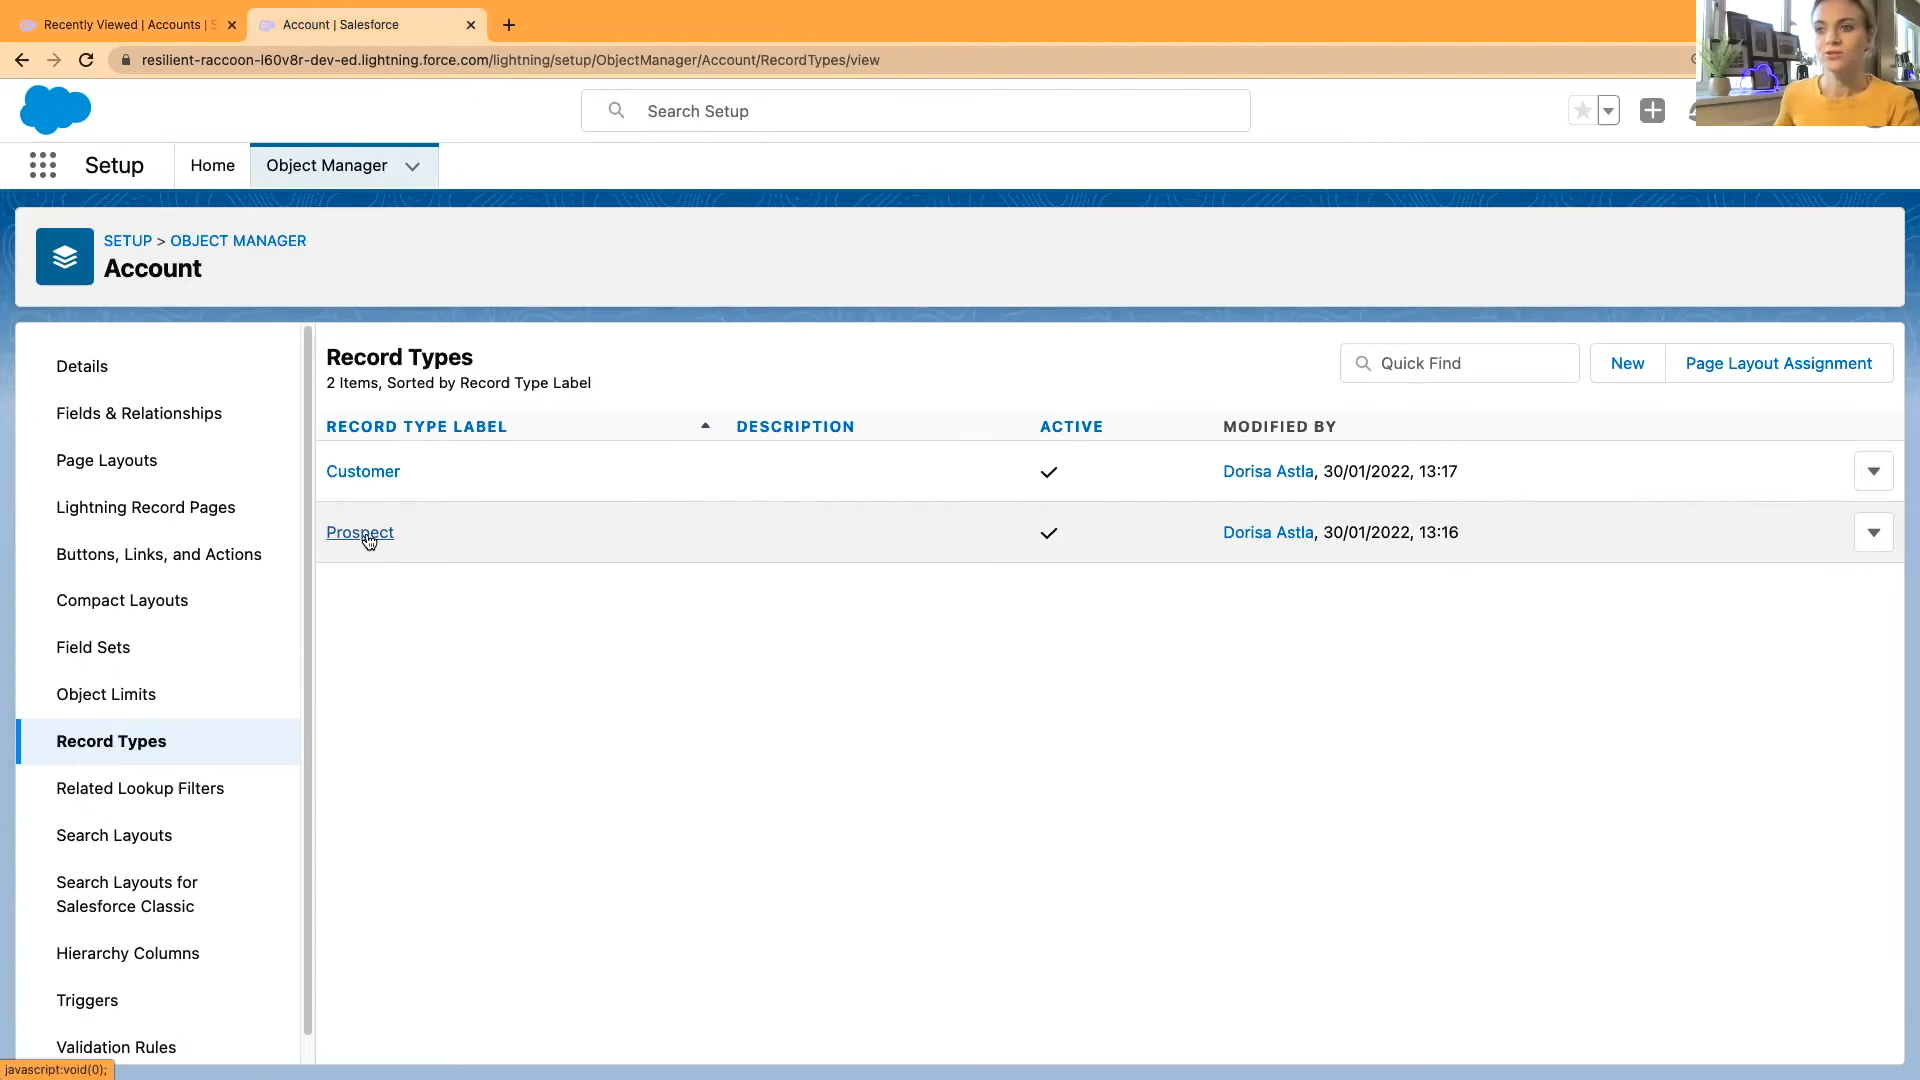 Recently Viewed | Accounts |
Account | Salesforce
resilient-raccoon-l60v8r-dev-ed.lightning.force.com/lightning/setup/ObjectManager/Account/RecordTypes/view
Search Setup
Setup
Home
Object Manager
SETUP > OBJECT MANAGER
Account
Details
Fields & Relationships
Page Layouts
Lightning Record Pages
Buttons, Links, and Actions
Compact Layouts
Field Sets
Object Limits
Record Types
Related Lookup Filters
Search Layouts
Search Layouts for
Salesforce Classic
Hierarchy Columns
Triggers
Validation Rules
Record Types
2 Items, Sorted by Record Type Label
Quick Find
New
Page Layout Assignment
RECORD TYPE LABEL DESCRIPTION ACTIVE MODIFIED BY
Customer Dorisa Astla, 30/01/2022, 13:17
Prospect Dorisa Astla, 30/01/2022, 13:16
javascript:void(0);